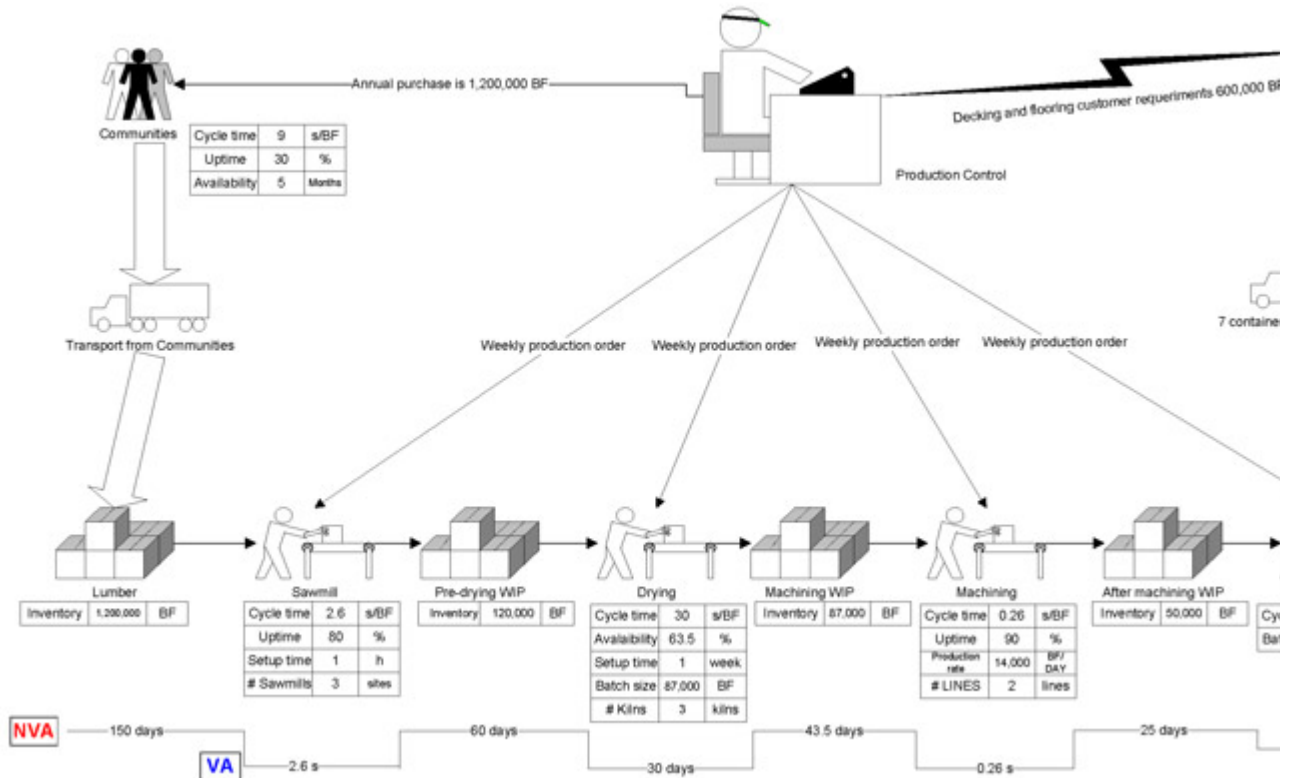 Annual purchase is 1,200,000 BF
Decking and flooring customer requeriments 600,000 BF
Communities
Cycle time 9 s/BF
Uptime 30 %
Availability 5 Months
Production Control
Transport from Communities
7 container
Weekly production order
Weekly production order
Weekly production order
Weekly production order
Lumber
Inventory 1,200,000 BF
Sawmill
Cycle time 2.6 s/BF
Uptime 80 %
Setup time 1 h
# Sawmills 3 sites
Pre-drying WIP
Inventory 120,000 BF
Drying
Cycle time 30 s/BF
Avalaibility 63.5 %
Setup time 1 week
Batch size 87,000 BF
# Kilns 3 kilns
Machining WIP
Inventory 87,000 BF
Machining
Cycle time 0.26 s/BF
Uptime 90 %
Production rate 14,000 BF/DAY
# LINES 2 lines
After machining WIP
Inventory 50,000 BF
Cyc
Bat
NVA
150 days
60 days
43.5 days
25 days
VA
2.6 s
30 days
0.26 s